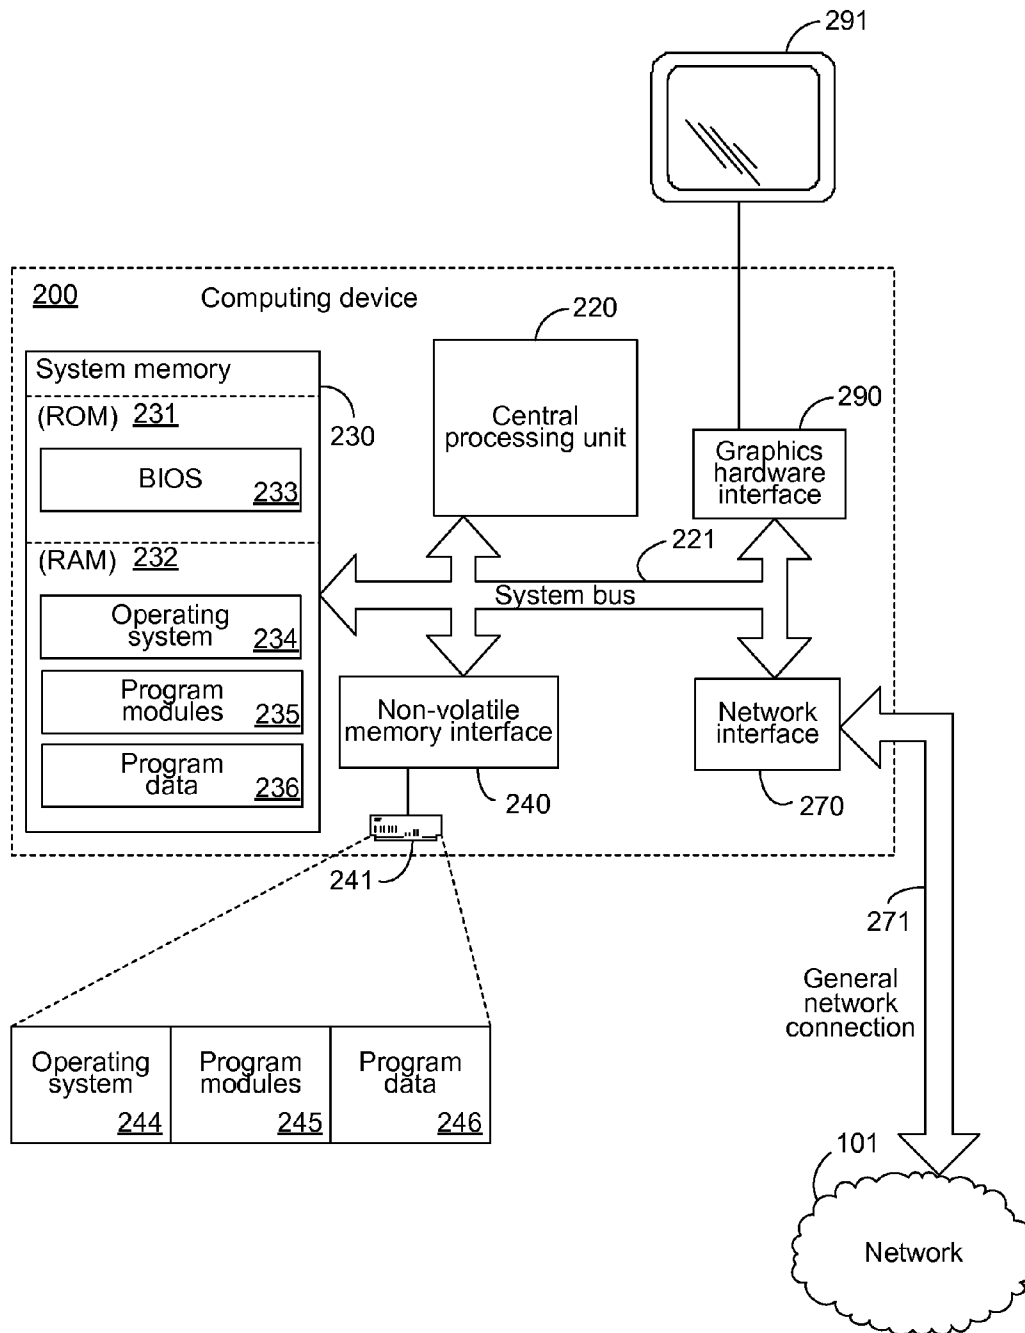 291
200
Computing device
220
System memory
230
(ROM) 231
BIOS
233
Central
processing unit
290
Graphics
hardware
interface
(RAM) 232
Operating
system
234
Program
modules
235
Program
data
236
221
System bus
Non-volatile
memory interface
240
Network
interface
270
241
271
General
network
connection
Operating
system
244
Program
modules
245
Program
data
246
101
Network